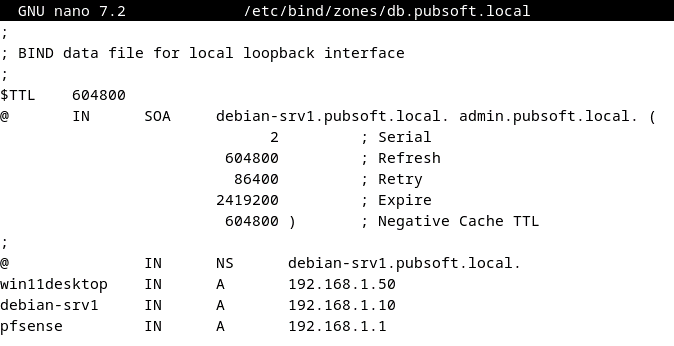 GNU nano 7.2 /etc/bind/zones/db.pubsoft.local
;
; BIND data file for local loopback interface
;
$TTL 604800
@ IN SOA debian-srv1.pubsoft.local. admin.pubsoft.local. (
2 ; Serial
604800 ; Refresh
86400 ; Retry
2419200 ; Expire
604800 ) ; Negative Cache TTL
;
@ IN NS debian-srv1.pubsoft.local.
win11desktop IN A 192.168.1.50
debian-srv1 IN A 192.168.1.10
pfsense IN A 192.168.1.1